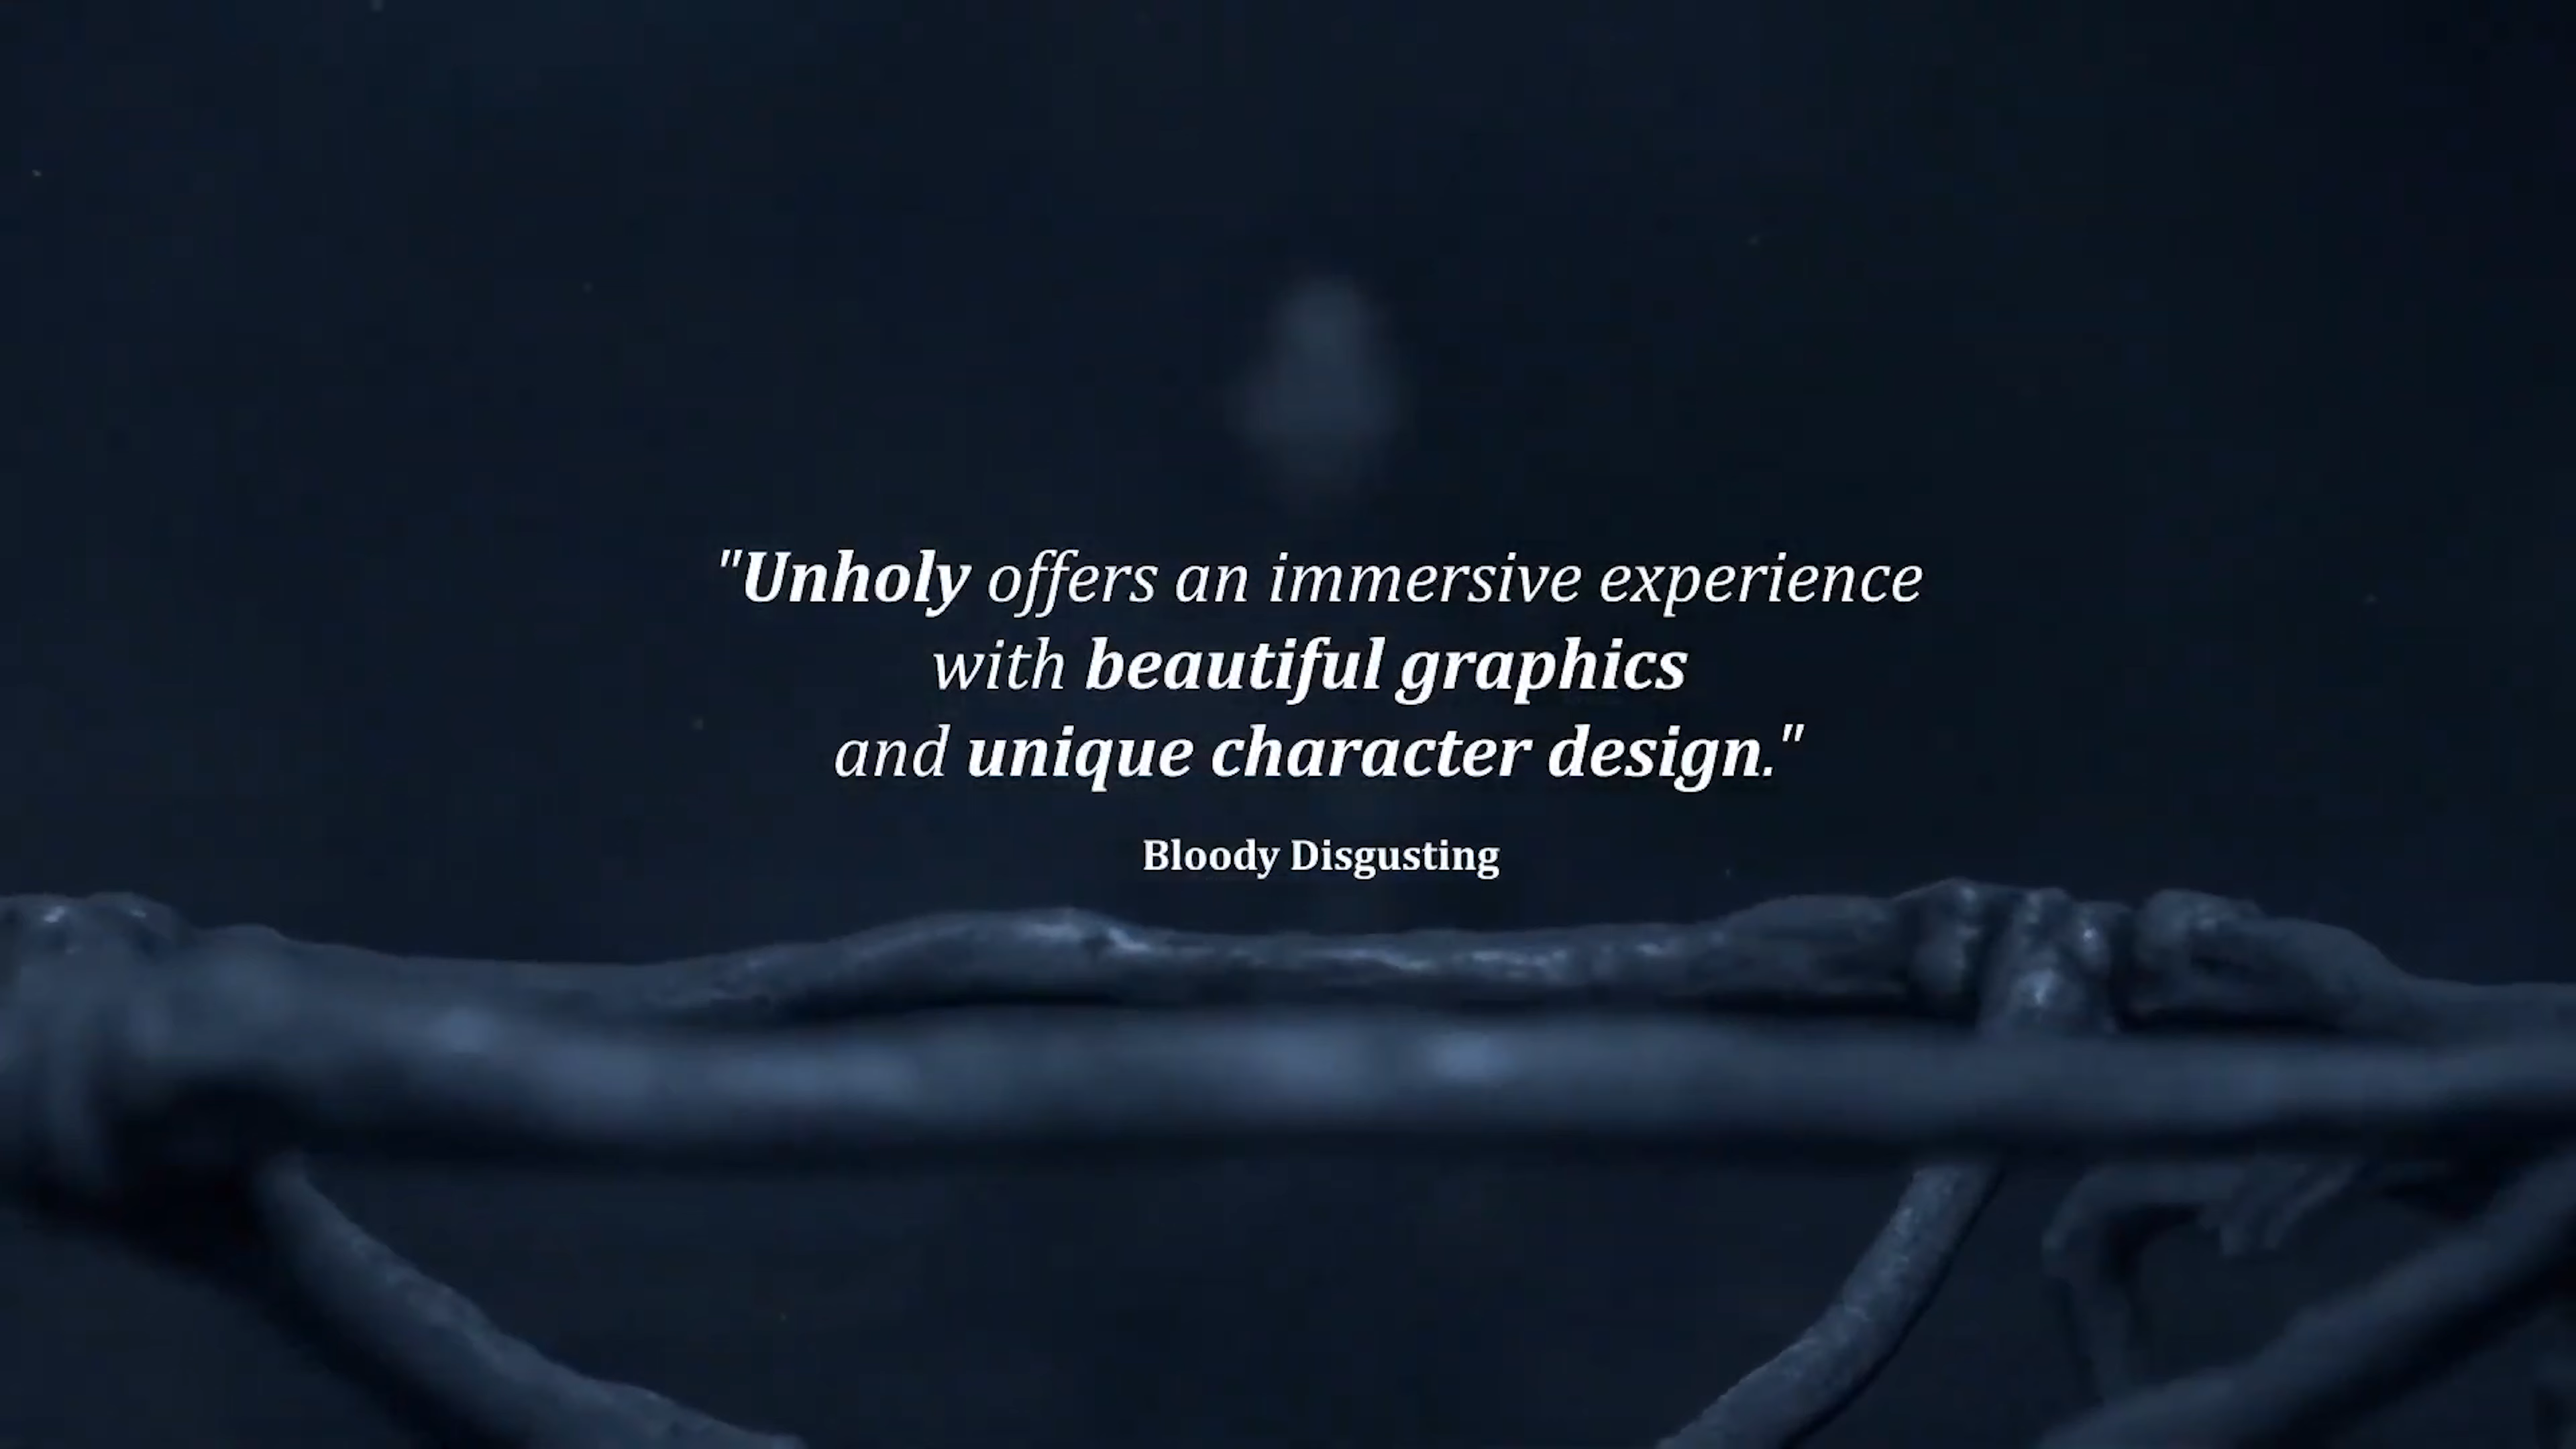 "Unholy offers an immersive experience
with beautiful graphics
and unique character design."
Bloody Disgusting